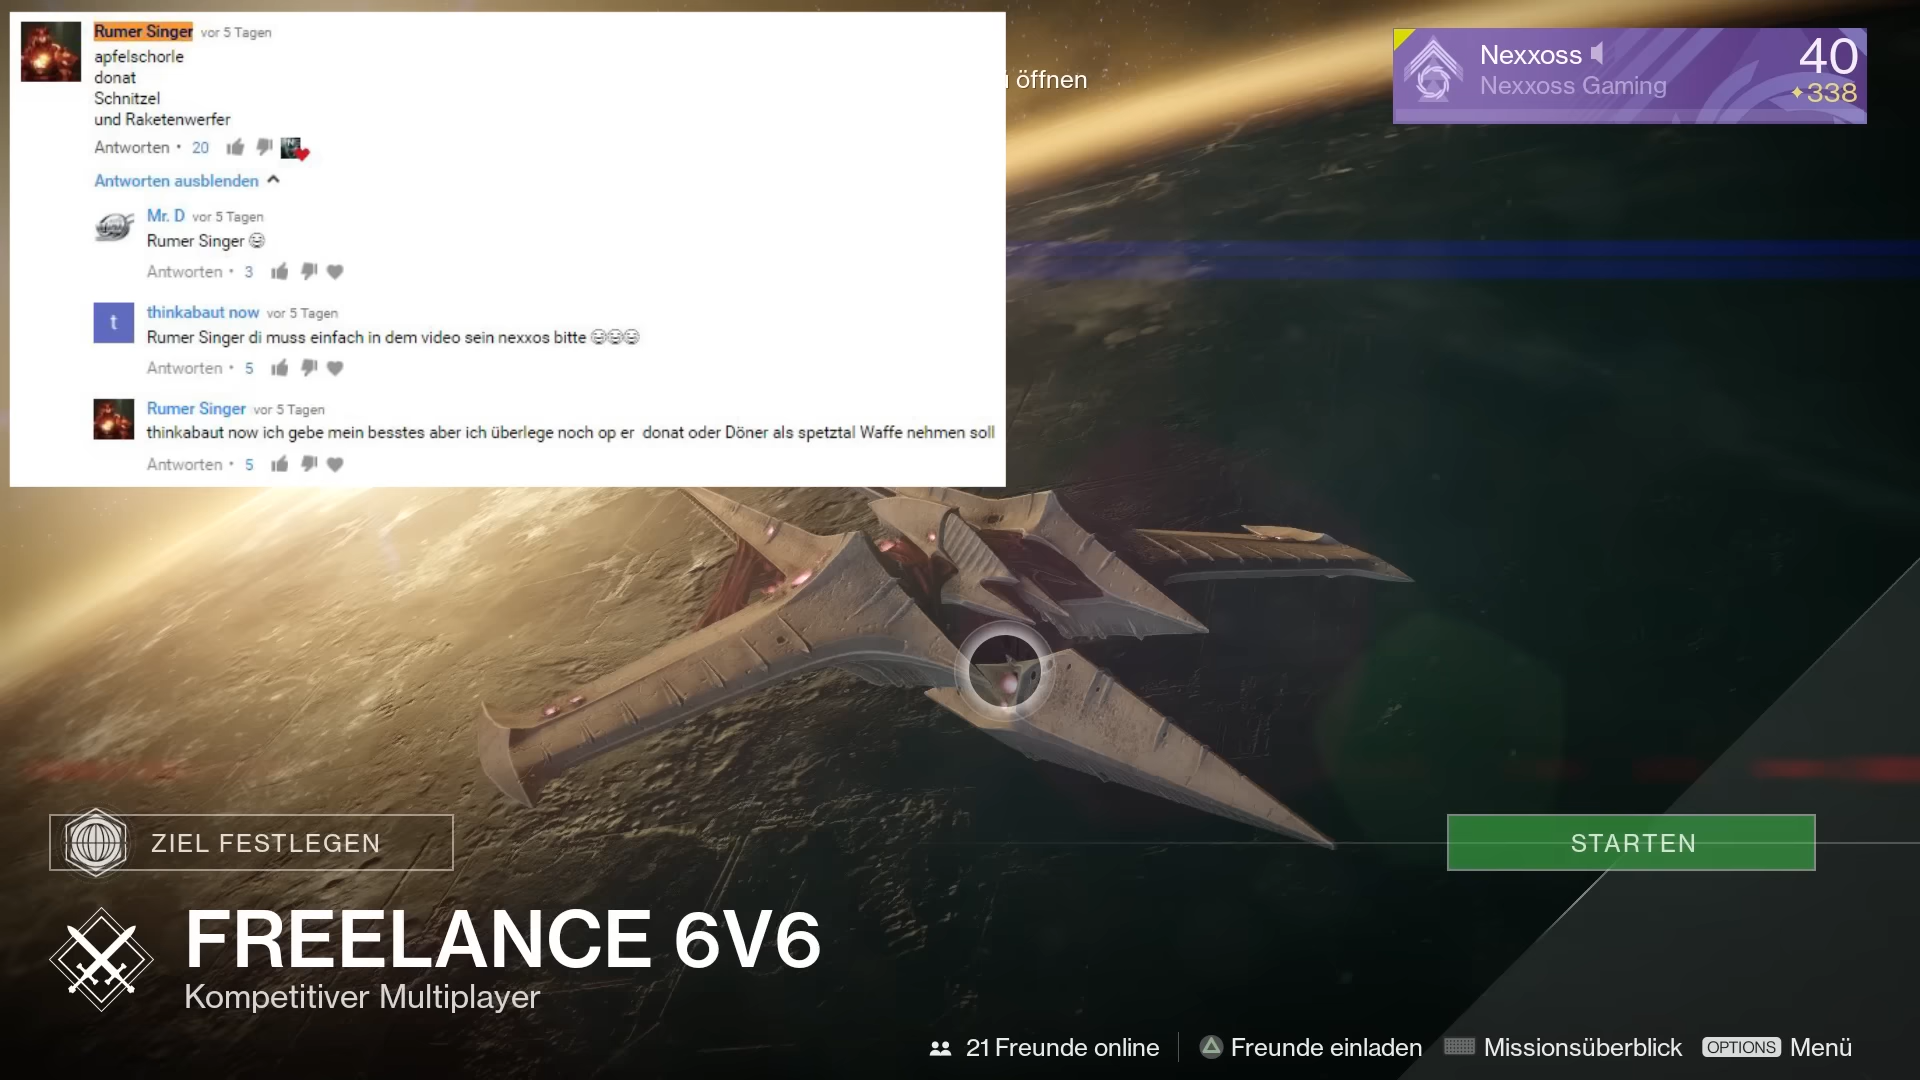 Rumer Singer vor 5 Tagen
apfelschorle
donat
Schnitzel
und Raketenwerfer
Antworten • 20
Antworten ausblenden
Mr. D vor 5 Tagen
Rumer Singer
Antworten • 3
t
thinkabaut now vor 5 Tagen
Rumer Singer di muss einfach in dem video sein nexxos bitte
Antworten • 5
Rumer Singer vor 5 Tagen
thinkabaut now ich gebe mein besstes aber ich überlege noch op er donat oder Döner als spetztal Waffe nehmen soll
Antworten • 5
öffnen
Nexxoss
40
Nexxoss Gaming
338
ZIEL FESTLEGEN
STARTEN
FREELANCE 6V6
Kompetitiver Multiplayer
21 Freunde online
Freunde einladen
Missionsüberblick
OPTIONS Menü